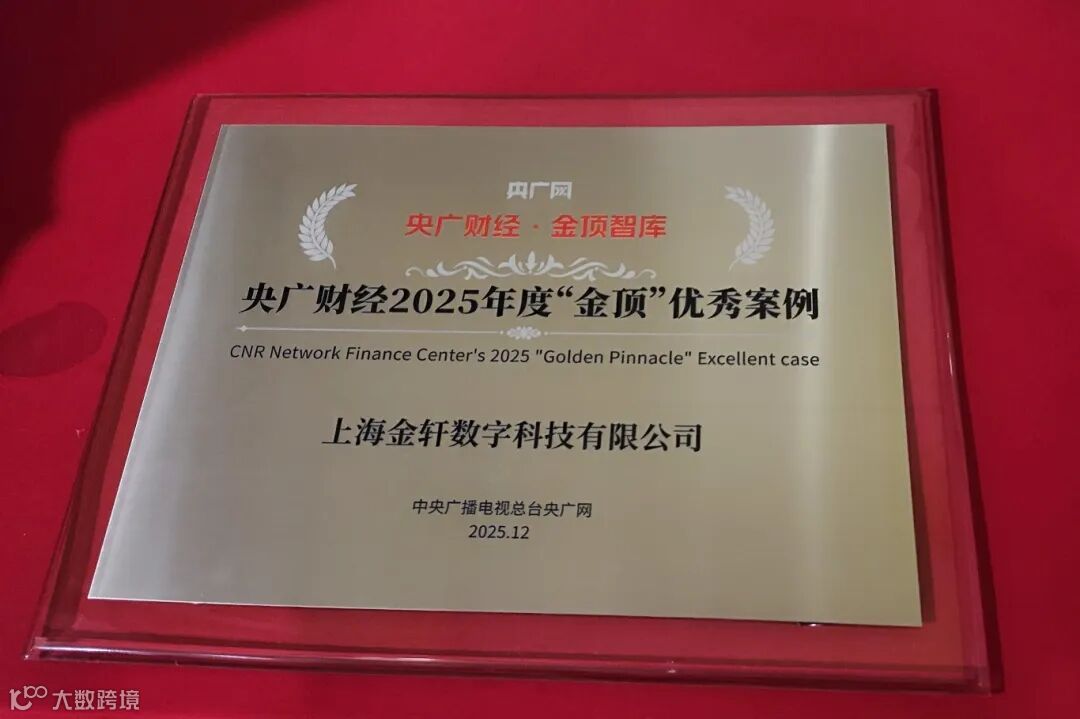 央广网
央广财经·金顶智库
央广财经2025年度“金顶”优秀案例
CNR Network Finance Center's 2025 "Golden Pinnacle" Excellent case
上海金轩数字科技有限公司
中央广播电视总台央广网
2025.12
大数跨境